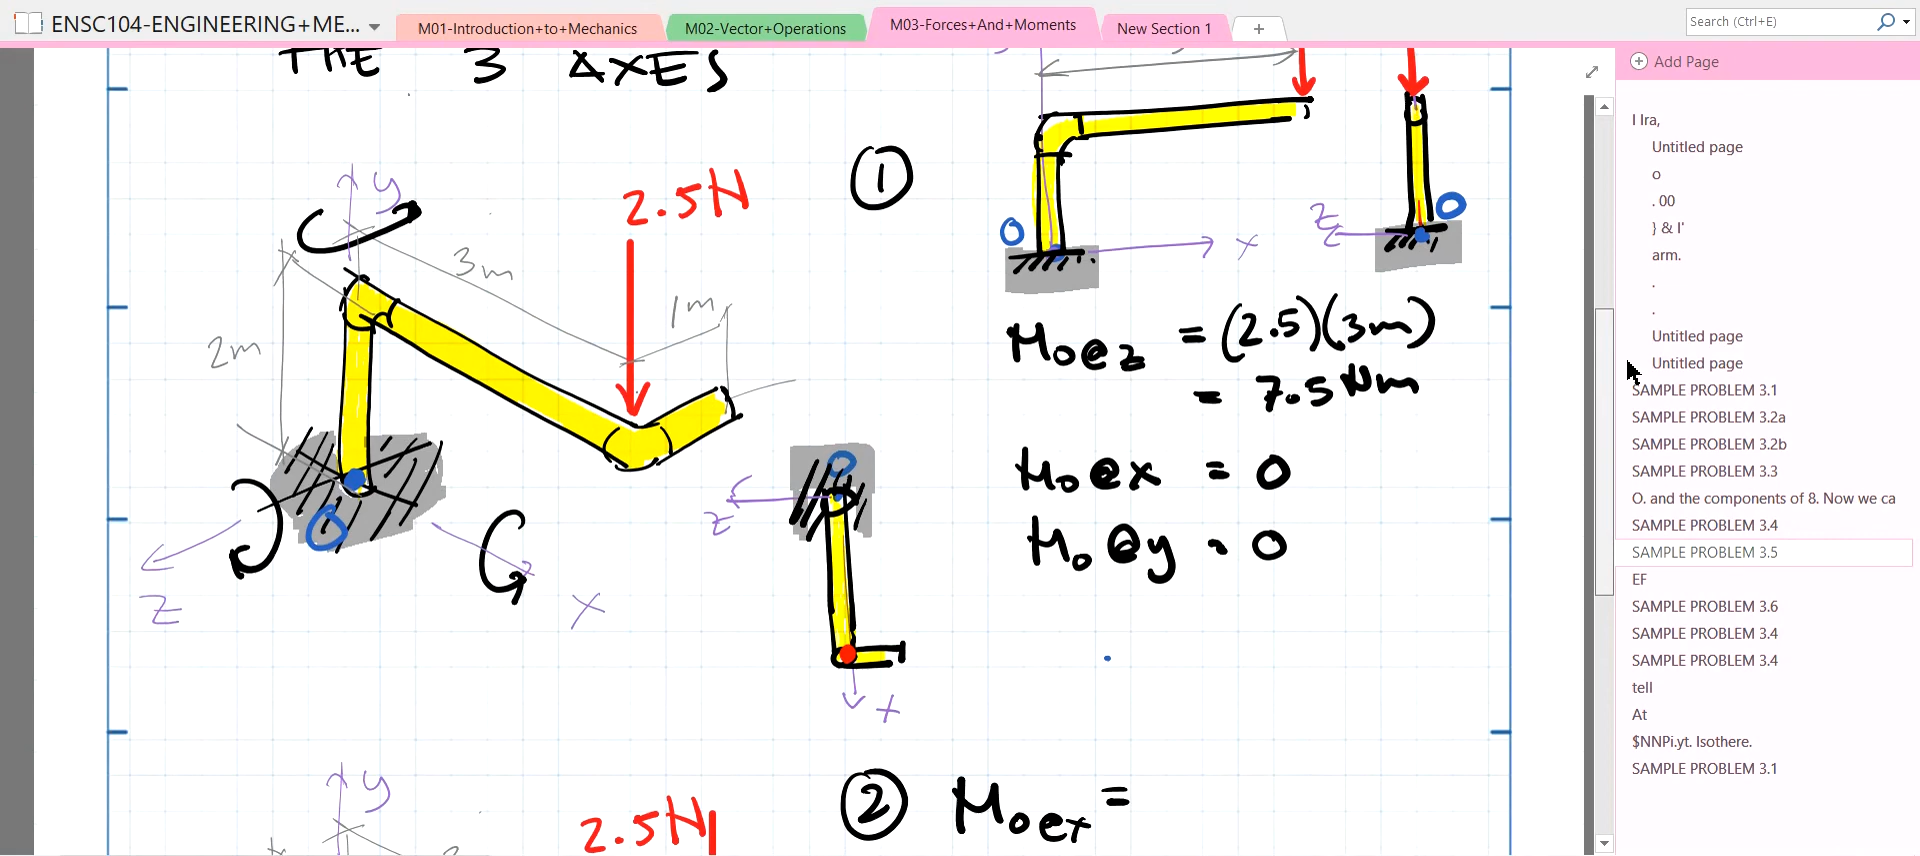 ENSC104-ENGINEERING+ME...
M01-Introduction+to+Mechanics
M02-Vector+Operations
M03-Forces+And+Moments
New Section 1
+
Search (Ctrl+E)
THE 3 AXES
1
y
2.5N
3m
1m
2m
O
z
x
O
x
z
O
Moez = (2.5)(3m)
= 7.5 Nm
Mo@x = 0
Mo@y = 0
O
z
x
y
2.5N
2 Moex =
Add Page
I Ira,
Untitled page
o
. 00
} & I'
arm.
.
.
Untitled page
Untitled page
SAMPLE PROBLEM 3.1
SAMPLE PROBLEM 3.2a
SAMPLE PROBLEM 3.2b
SAMPLE PROBLEM 3.3
O. and the components of 8. Now we ca
SAMPLE PROBLEM 3.4
SAMPLE PROBLEM 3.5
EF
SAMPLE PROBLEM 3.6
SAMPLE PROBLEM 3.4
SAMPLE PROBLEM 3.4
tell
At
$NNPi.yt. Isothere.
SAMPLE PROBLEM 3.1